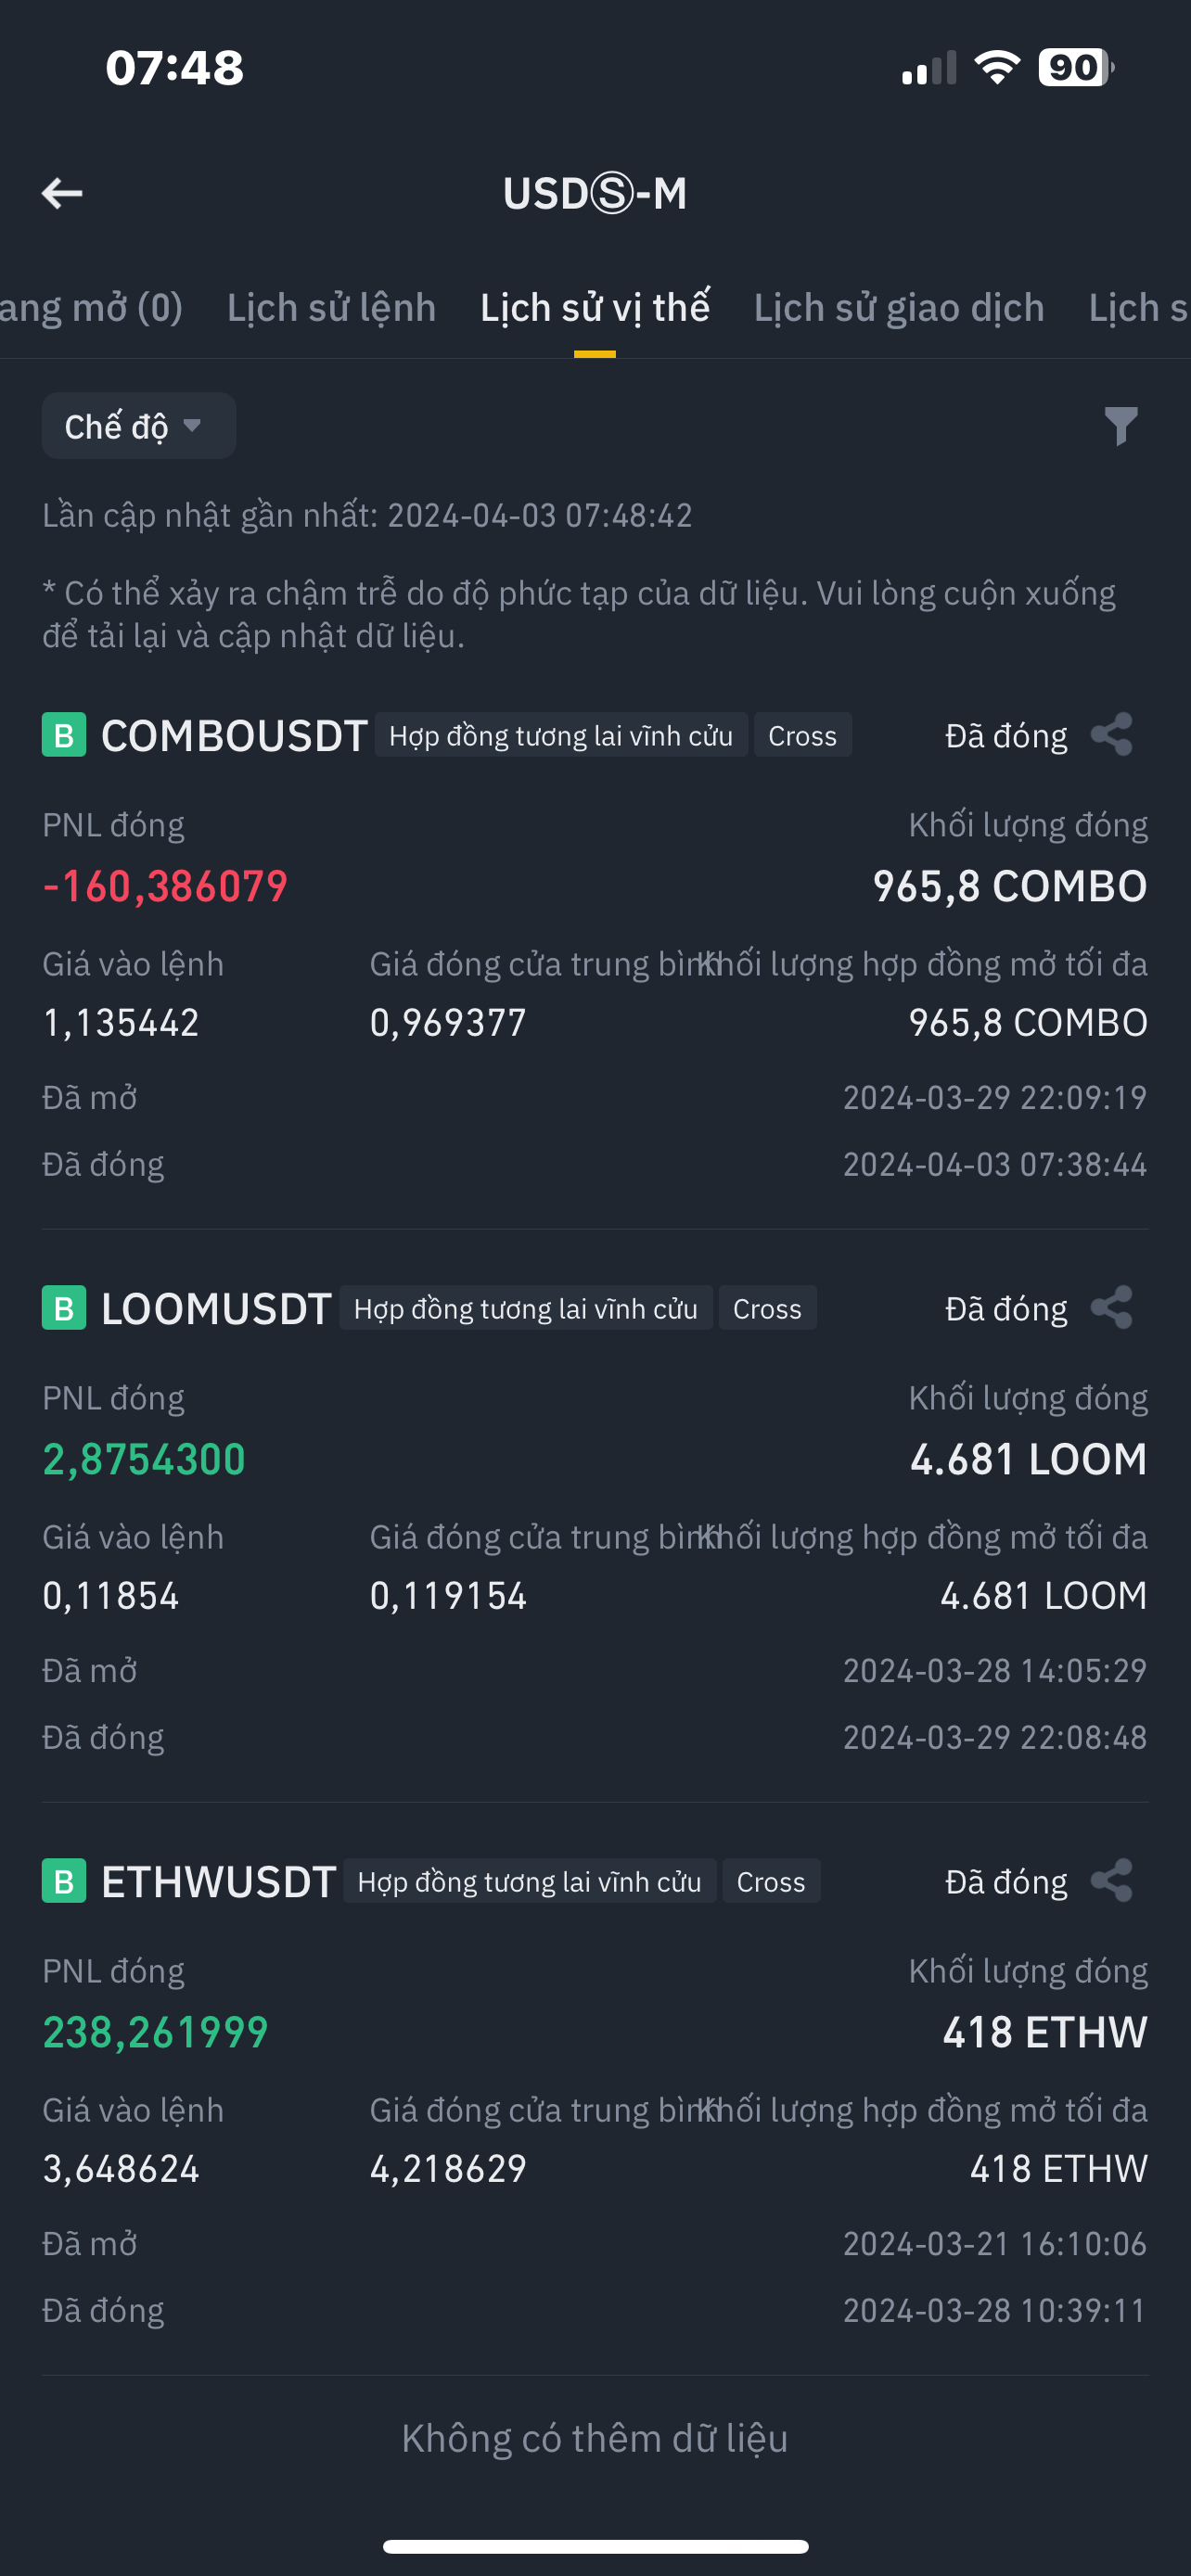 07:48
90
USDⓈ-M
ang mở (0) Lịch sử lệnh Lịch sử vị thế Lịch sử giao dịch Lịch s
Chế độ
Lần cập nhật gần nhất: 2024-04-03 07:48:42
* Có thể xảy ra chậm trễ do độ phức tạp của dữ liệu. Vui lòng cuộn xuống
để tải lại và cập nhật dữ liệu.
B COMBOUSDT Hợp đồng tương lai vĩnh cửu Cross Đã đóng
PNL đóng Khối lượng đóng
-160,386079 965,8 COMBO
Giá vào lệnh Giá đóng cửa trung bình Khối lượng hợp đồng mở tối đa
1,135442 0,969377 965,8 COMBO
Đã mở 2024-03-29 22:09:19
Đã đóng 2024-04-03 07:38:44
B LOOMUSDT Hợp đồng tương lai vĩnh cửu Cross Đã đóng
PNL đóng Khối lượng đóng
2,8754300 4.681 LOOM
Giá vào lệnh Giá đóng cửa trung bình Khối lượng hợp đồng mở tối đa
0,11854 0,119154 4.681 LOOM
Đã mở 2024-03-28 14:05:29
Đã đóng 2024-03-29 22:08:48
B ETHWUSDT Hợp đồng tương lai vĩnh cửu Cross Đã đóng
PNL đóng Khối lượng đóng
238,261999 418 ETHW
Giá vào lệnh Giá đóng cửa trung bình Khối lượng hợp đồng mở tối đa
3,648624 4,218629 418 ETHW
Đã mở 2024-03-21 16:10:06
Đã đóng 2024-03-28 10:39:11
Không có thêm dữ liệu